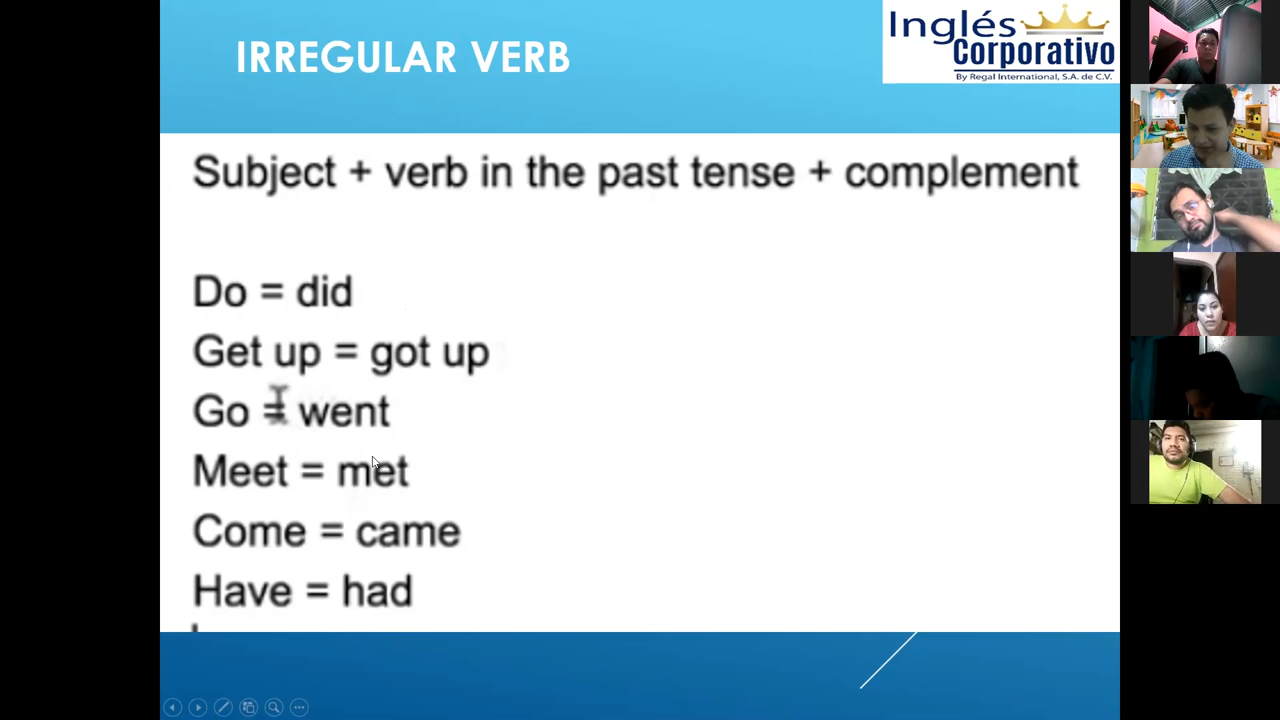 IRREGULAR VERB
Inglés
Corporativo
By Regal International, S.A. de C.V.
Subject + verb in the past tense + complement
Do = did
Get up = got up
Go = went
Meet = met
Come = came
Have = had